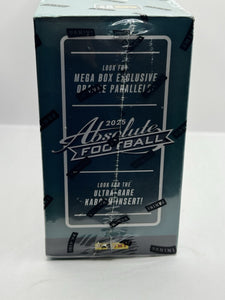 LOOK FOR
MEGA BOX EXCLUSIVE
ORANGE PARALLELS!
2025
Absolute
FOOTBALL
LOOK FOR THE
ULTRA-RARE
KABOOM INSERT!
PANINI